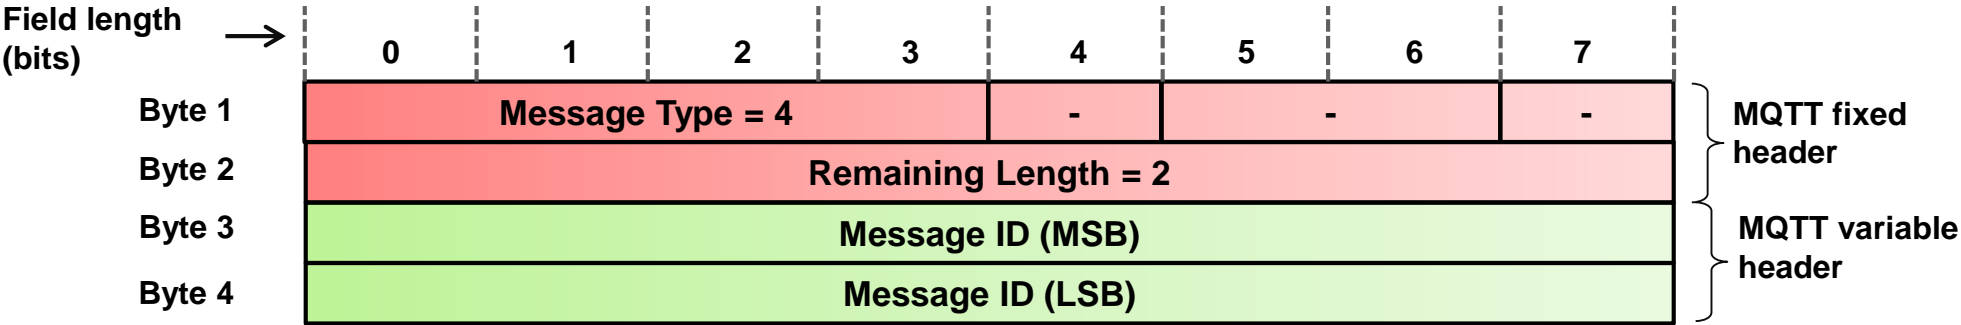 Field length
(bits)
0 1 2 3 4 5 6 7
Byte 1
Message Type = 4 - - -
MQTT fixed
header
Byte 2
Remaining Length = 2
Byte 3
Message ID (MSB)
MQTT variable
header
Byte 4
Message ID (LSB)